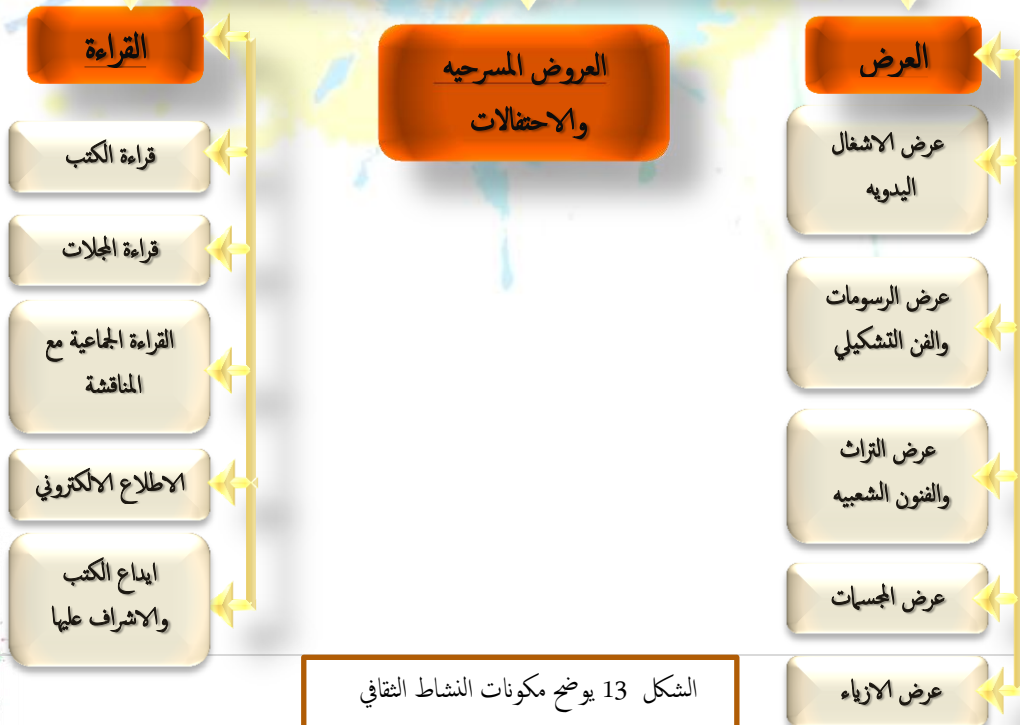 العرض
عرض الاشغال
اليدويه
عرض الرسومات
والفن التشكيلي
عرض التراث
والفنون الشعبيه
عرض المجسمات
عرض الازياء
العروض المسرحيه
والاحتفالات
القراءة
قراءة الكتب
قراءة المجلات
القراءة الجماعية مع
المناقشة
الاطلاع الالكتروني
ايداع الكتب
والاشراف عليها
الشكل 13 يوضح مكونات النشاط الثقافي